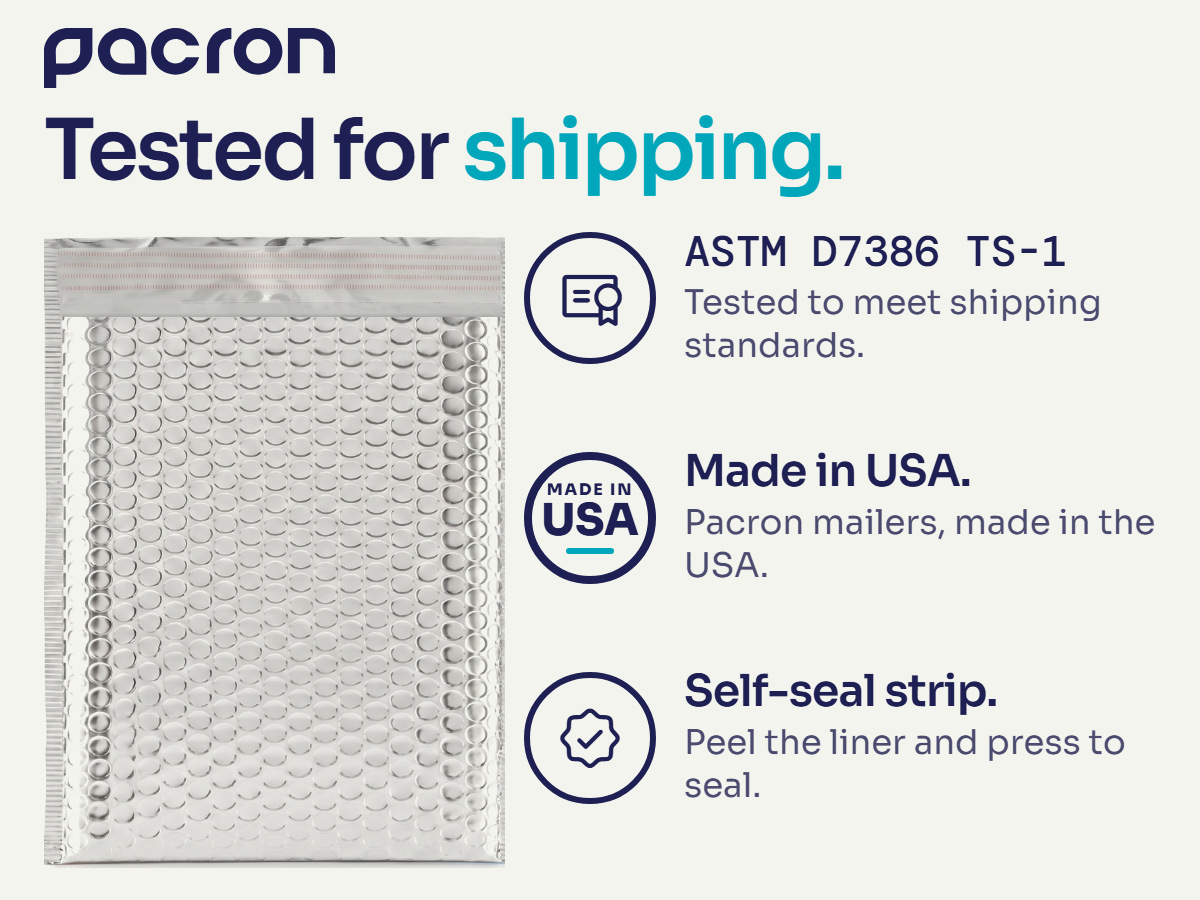 pacron
Tested for shipping.
ASTM D7386 TS-1
Tested to meet shipping
standards.
MADE IN
USA
Made in USA.
Pacron mailers, made in the
USA.
Self-seal strip.
Peel the liner and press to
seal.